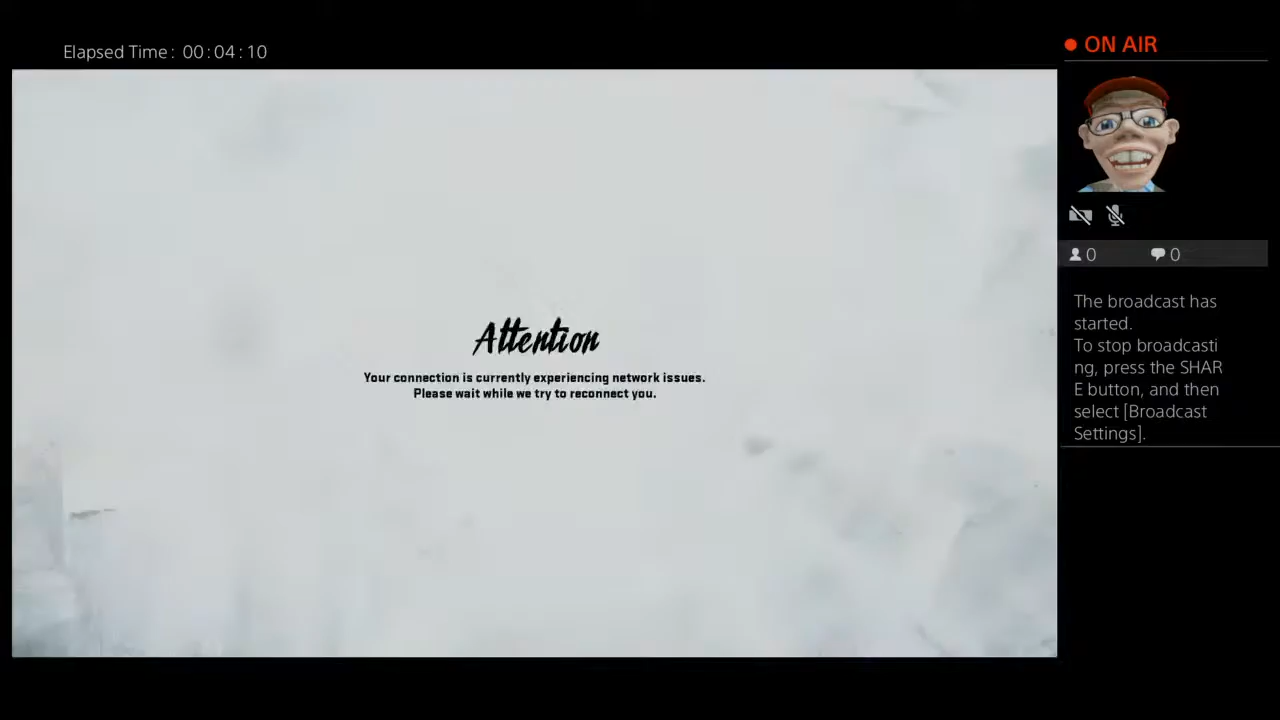 Elapsed Time: 00:04:10
ON AIR
0
0
Attention
Your connection is currently experiencing network issues.
Please wait while we try to reconnect you.
The broadcast has
started.
To stop broadcasti
ng, press the SHAR
E button, and then
select [Broadcast
Settings].